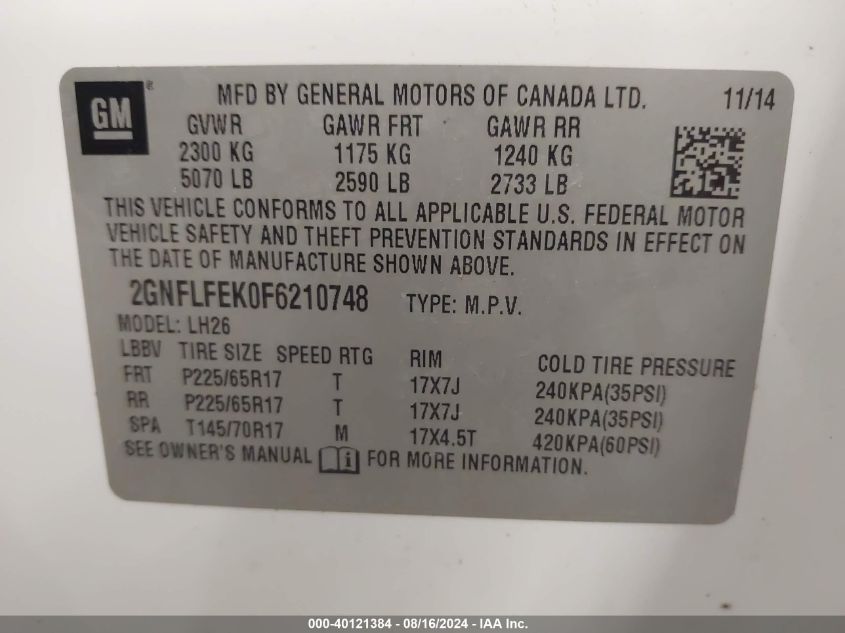 GM ® MFD BY GENERAL MOTORS OF CANADA LTD. 11/14
GVWR GAWR FRT GAWR RR
2300 KG 1175 KG 1240 KG
5070 LB 2590 LB 2733 LB
THIS VEHICLE CONFORMS TO ALL APPLICABLE U.S. FEDERAL MOTOR
VEHICLE SAFETY AND THEFT PREVENTION STANDARDS IN EFFECT ON
THE DATE OF MANUFACTURE SHOWN ABOVE.
2GNFLFEK0F6210748 TYPE: M.P.V.
MODEL: LH26
LBBV TIRE SIZE SPEED RTG RIM COLD TIRE PRESSURE
FRT P225/65R17 T 17X7J 240KPA(35PSI)
RR P225/65R17 T 17X7J 240KPA(35PSI)
SPA T145/70R17 M 17X4.5T 420KPA(60PSI)
SEE OWNER'S MANUAL i FOR MORE INFORMATION.
000-40121384 - 08/16/2024 - IAA Inc.